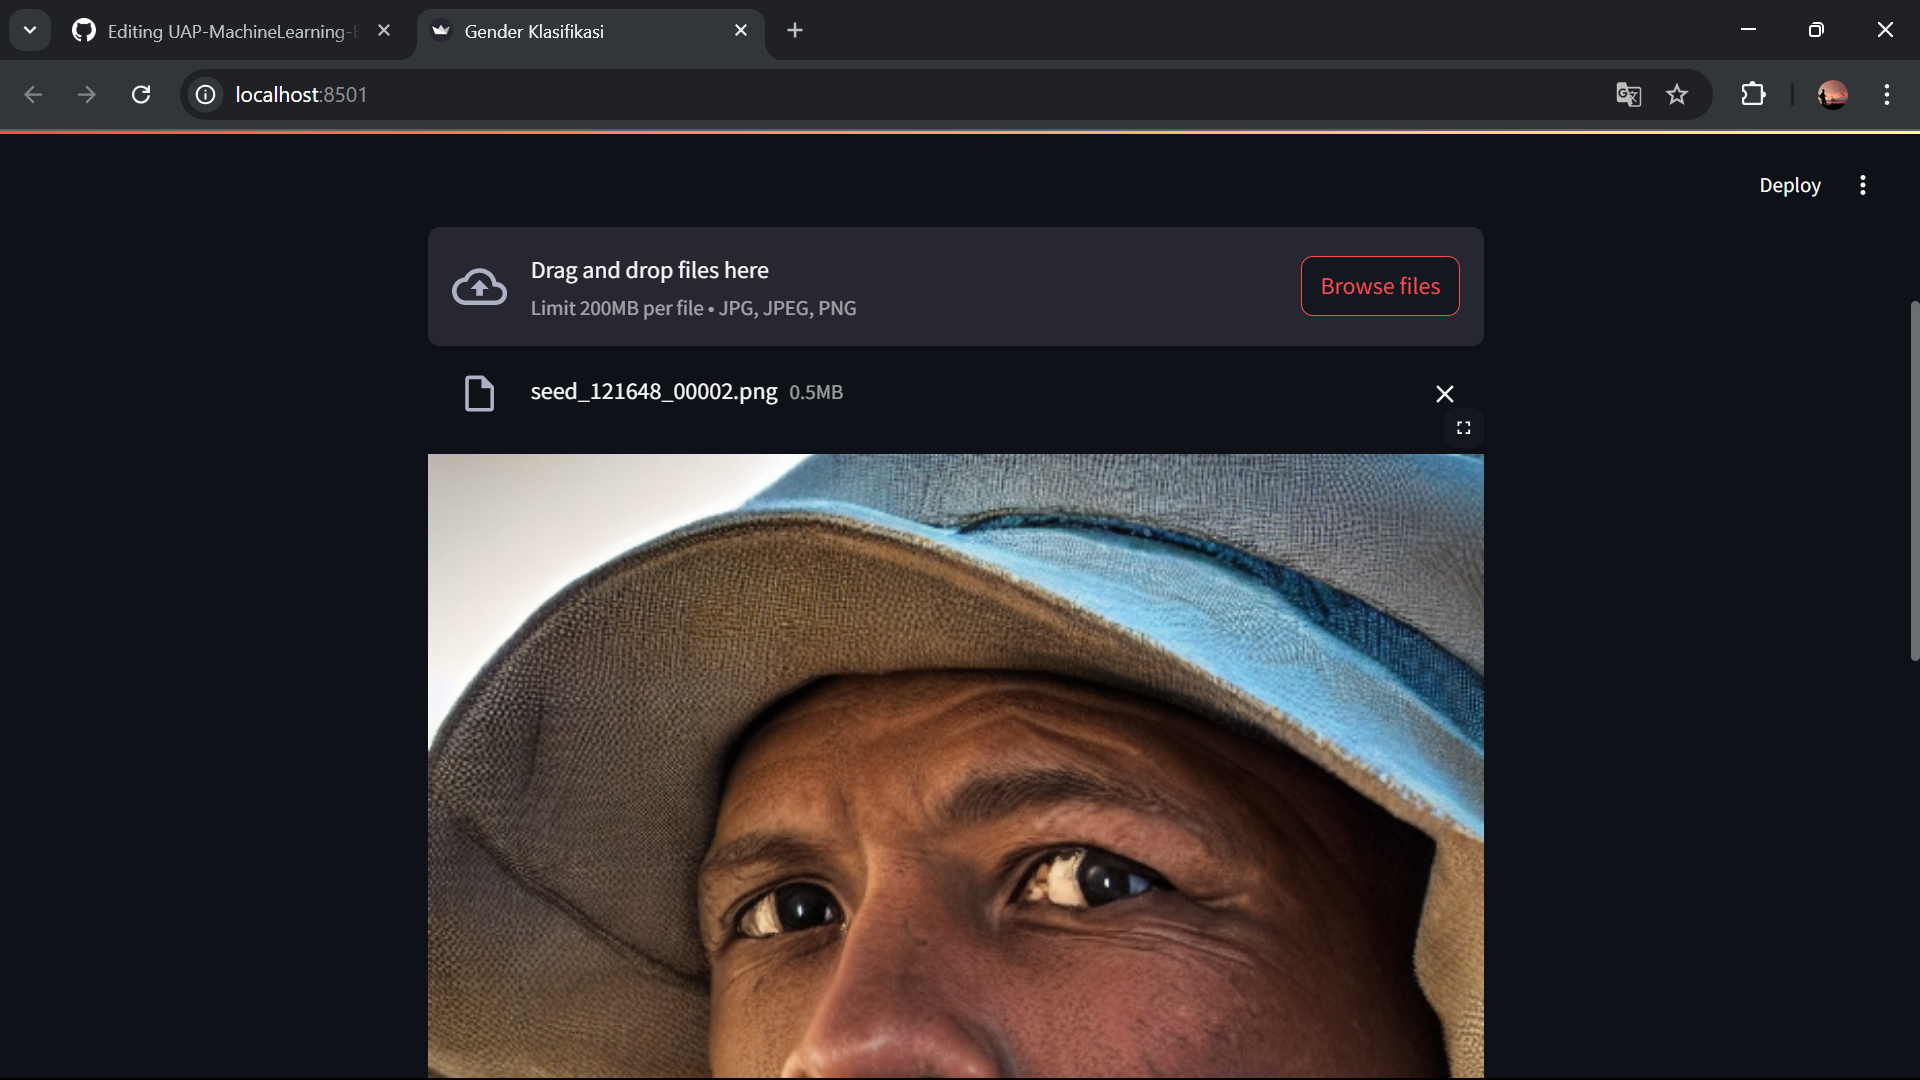 Editing UAP-MachineLearning-
Gender Klasifikasi
localhost:8501
Deploy
Drag and drop files here
Limit 200MB per file • JPG, JPEG, PNG
Browse files
seed_121648_00002.png 0.5MB